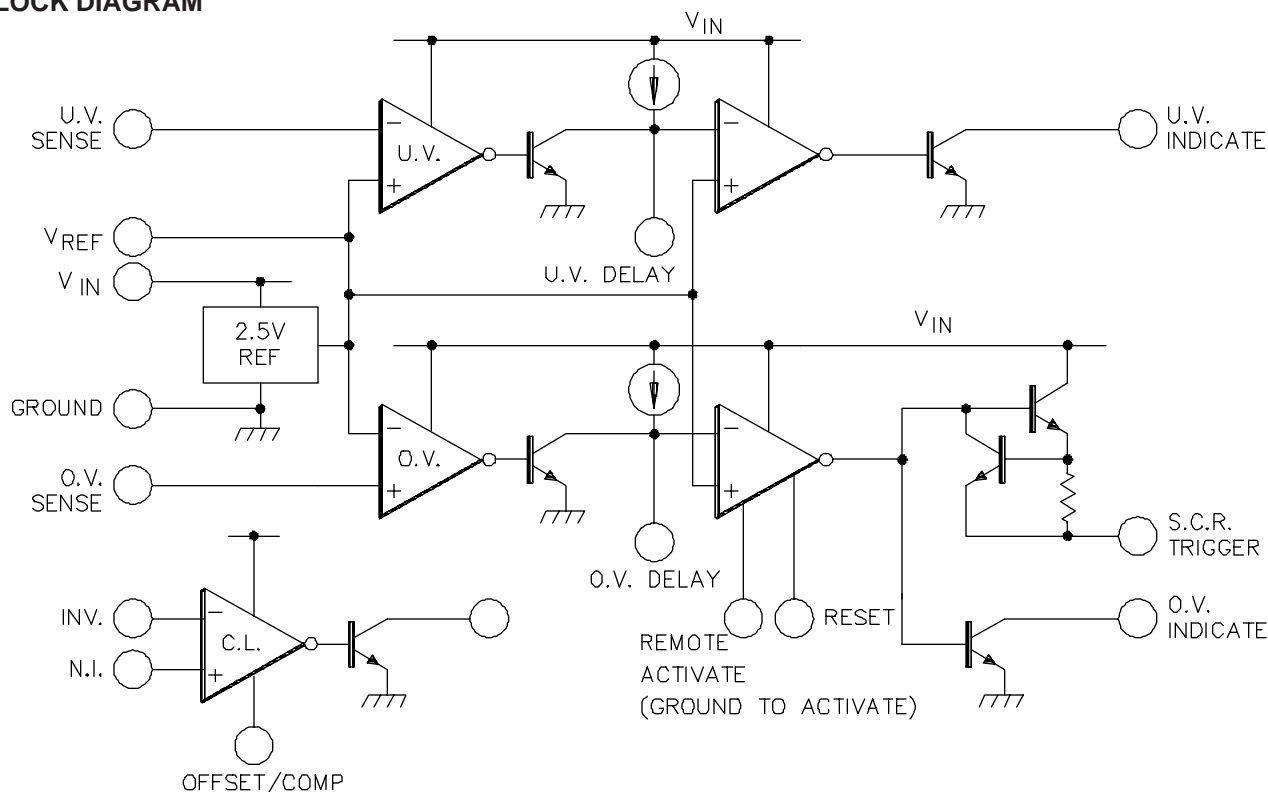 LOCK DIAGRAM
VIN
U.V.
SENSE
−
U.V.
+
−
+
U.V.
INDICATE
VREF
VIN
U.V. DELAY
2.5V
REF
VIN
GROUND
−
O.V.
+
−
+
O.V.
SENSE
S.C.R.
TRIGGER
O.V. DELAY
INV.
−
C.L.
N.I.
+
REMOTE
ACTIVATE
(GROUND TO ACTIVATE)
RESET
O.V.
INDICATE
OFFSET/COMP